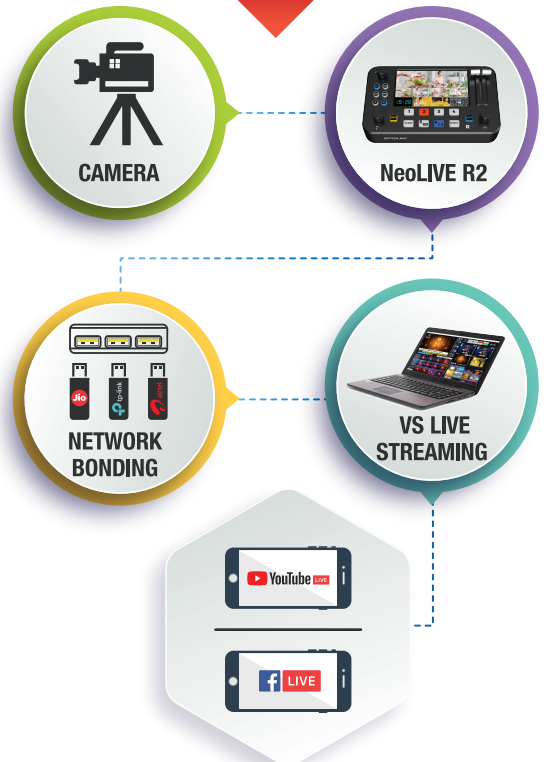 CAMERA
NeoLIVE R2
Jio
tp-link
airtel
NETWORK
BONDING
VS LIVE
STREAMING
YouTube LIVE
f LIVE